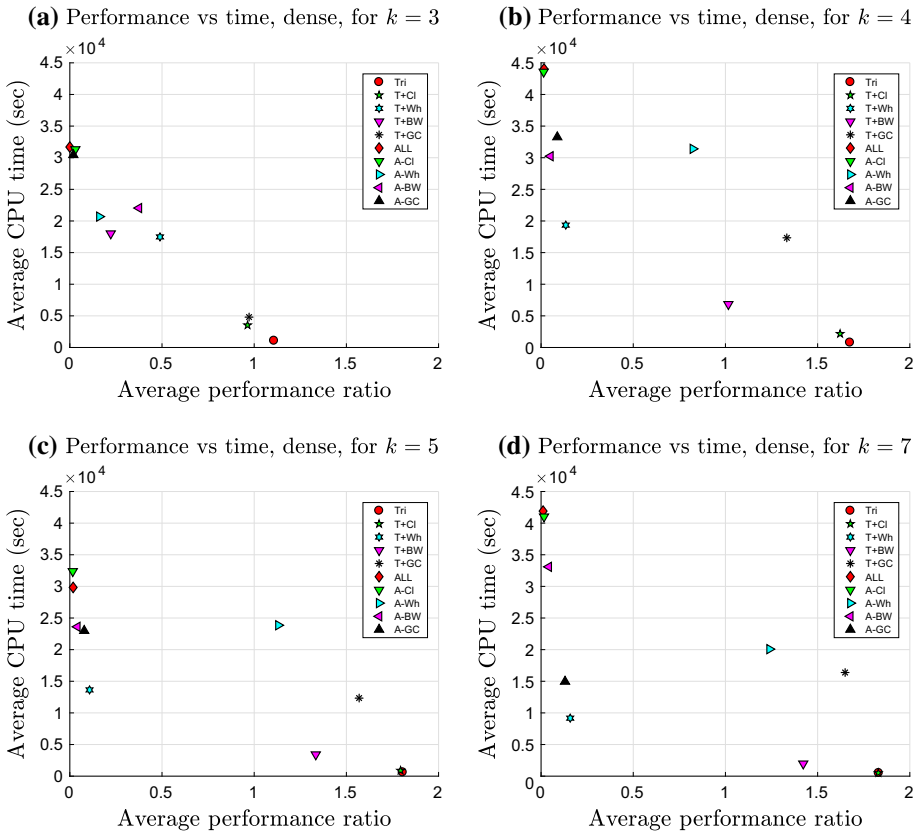 (a) Performance vs time, dense, for k = 3
×10⁴
4.5
4
3.5
3
2.5
2
1.5
1
0.5
0
0 0.5 1 1.5 2
Average CPU time (sec)
Average performance ratio
Tri
T+Cl
T+Wh
T+BW
T+GC
ALL
A-Cl
A-Wh
A-BW
A-GC
(b) Performance vs time, dense, for k = 4
×10⁴
4.5
4
3.5
3
2.5
2
1.5
1
0.5
0
0 0.5 1 1.5 2
Average CPU time (sec)
Average performance ratio
Tri
T+Cl
T+Wh
T+BW
T+GC
ALL
A-Cl
A-Wh
A-BW
A-GC
(c) Performance vs time, dense, for k = 5
×10⁴
4.5
4
3.5
3
2.5
2
1.5
1
0.5
0
0 0.5 1 1.5 2
Average CPU time (sec)
Average performance ratio
Tri
T+Cl
T+Wh
T+BW
T+GC
ALL
A-Cl
A-Wh
A-BW
A-GC
(d) Performance vs time, dense, for k = 7
×10⁴
4.5
4
3.5
3
2.5
2
1.5
1
0.5
0
0 0.5 1 1.5 2
Average CPU time (sec)
Average performance ratio
Tri
T+Cl
T+Wh
T+BW
T+GC
ALL
A-Cl
A-Wh
A-BW
A-GC